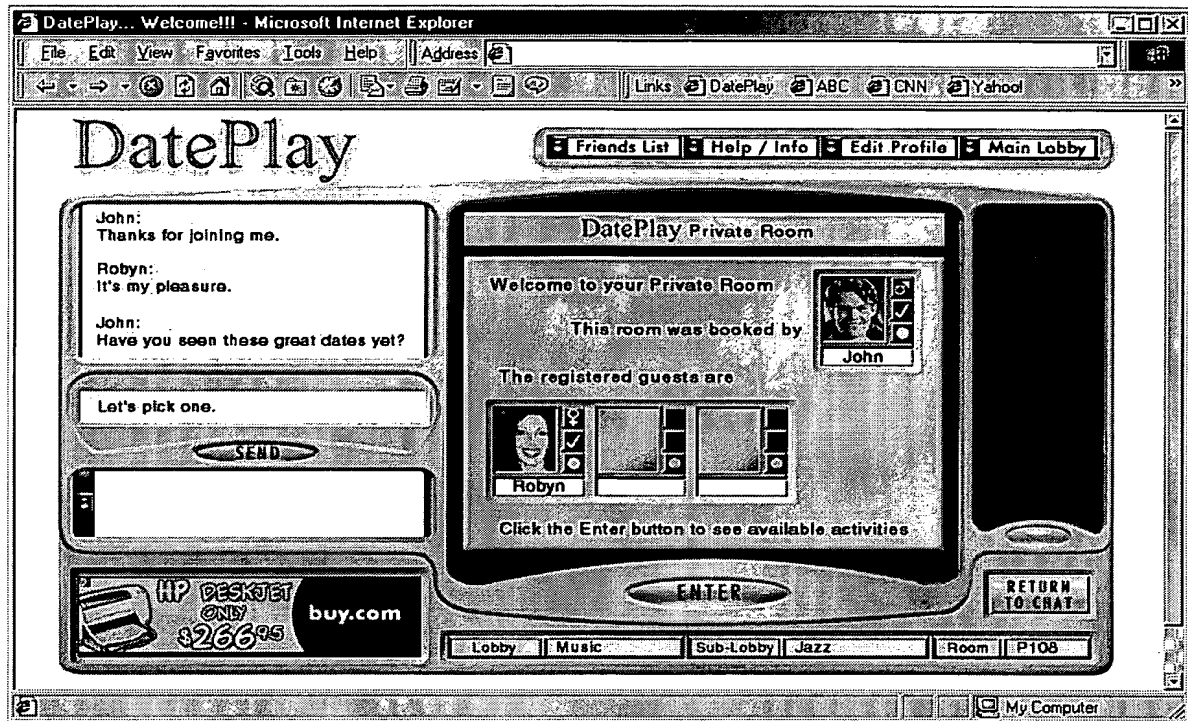 DatePlay... Welcome!!! - Microsoft Internet Explorer
File Edit View Favorites Tools Help Address
Links DatePlay ABC CNN Yahoo! »
DatePlay
Friends List Help / Info Edit Profile Main Lobby
John:
Thanks for joining me.
Robyn:
It's my pleasure.
John:
Have you seen these great dates yet?
Let's pick one.
SEND
DatePlay Private Room
Welcome to your Private Room
This room was booked by
John
The registered guests are
Robyn
Click the Enter button to see available activities
ENTER
RETURN
TO CHAT
HP DESKJET
ONLY
$266.95
buy.com
Lobby Music Sub-Lobby Jazz Room P108
My Computer